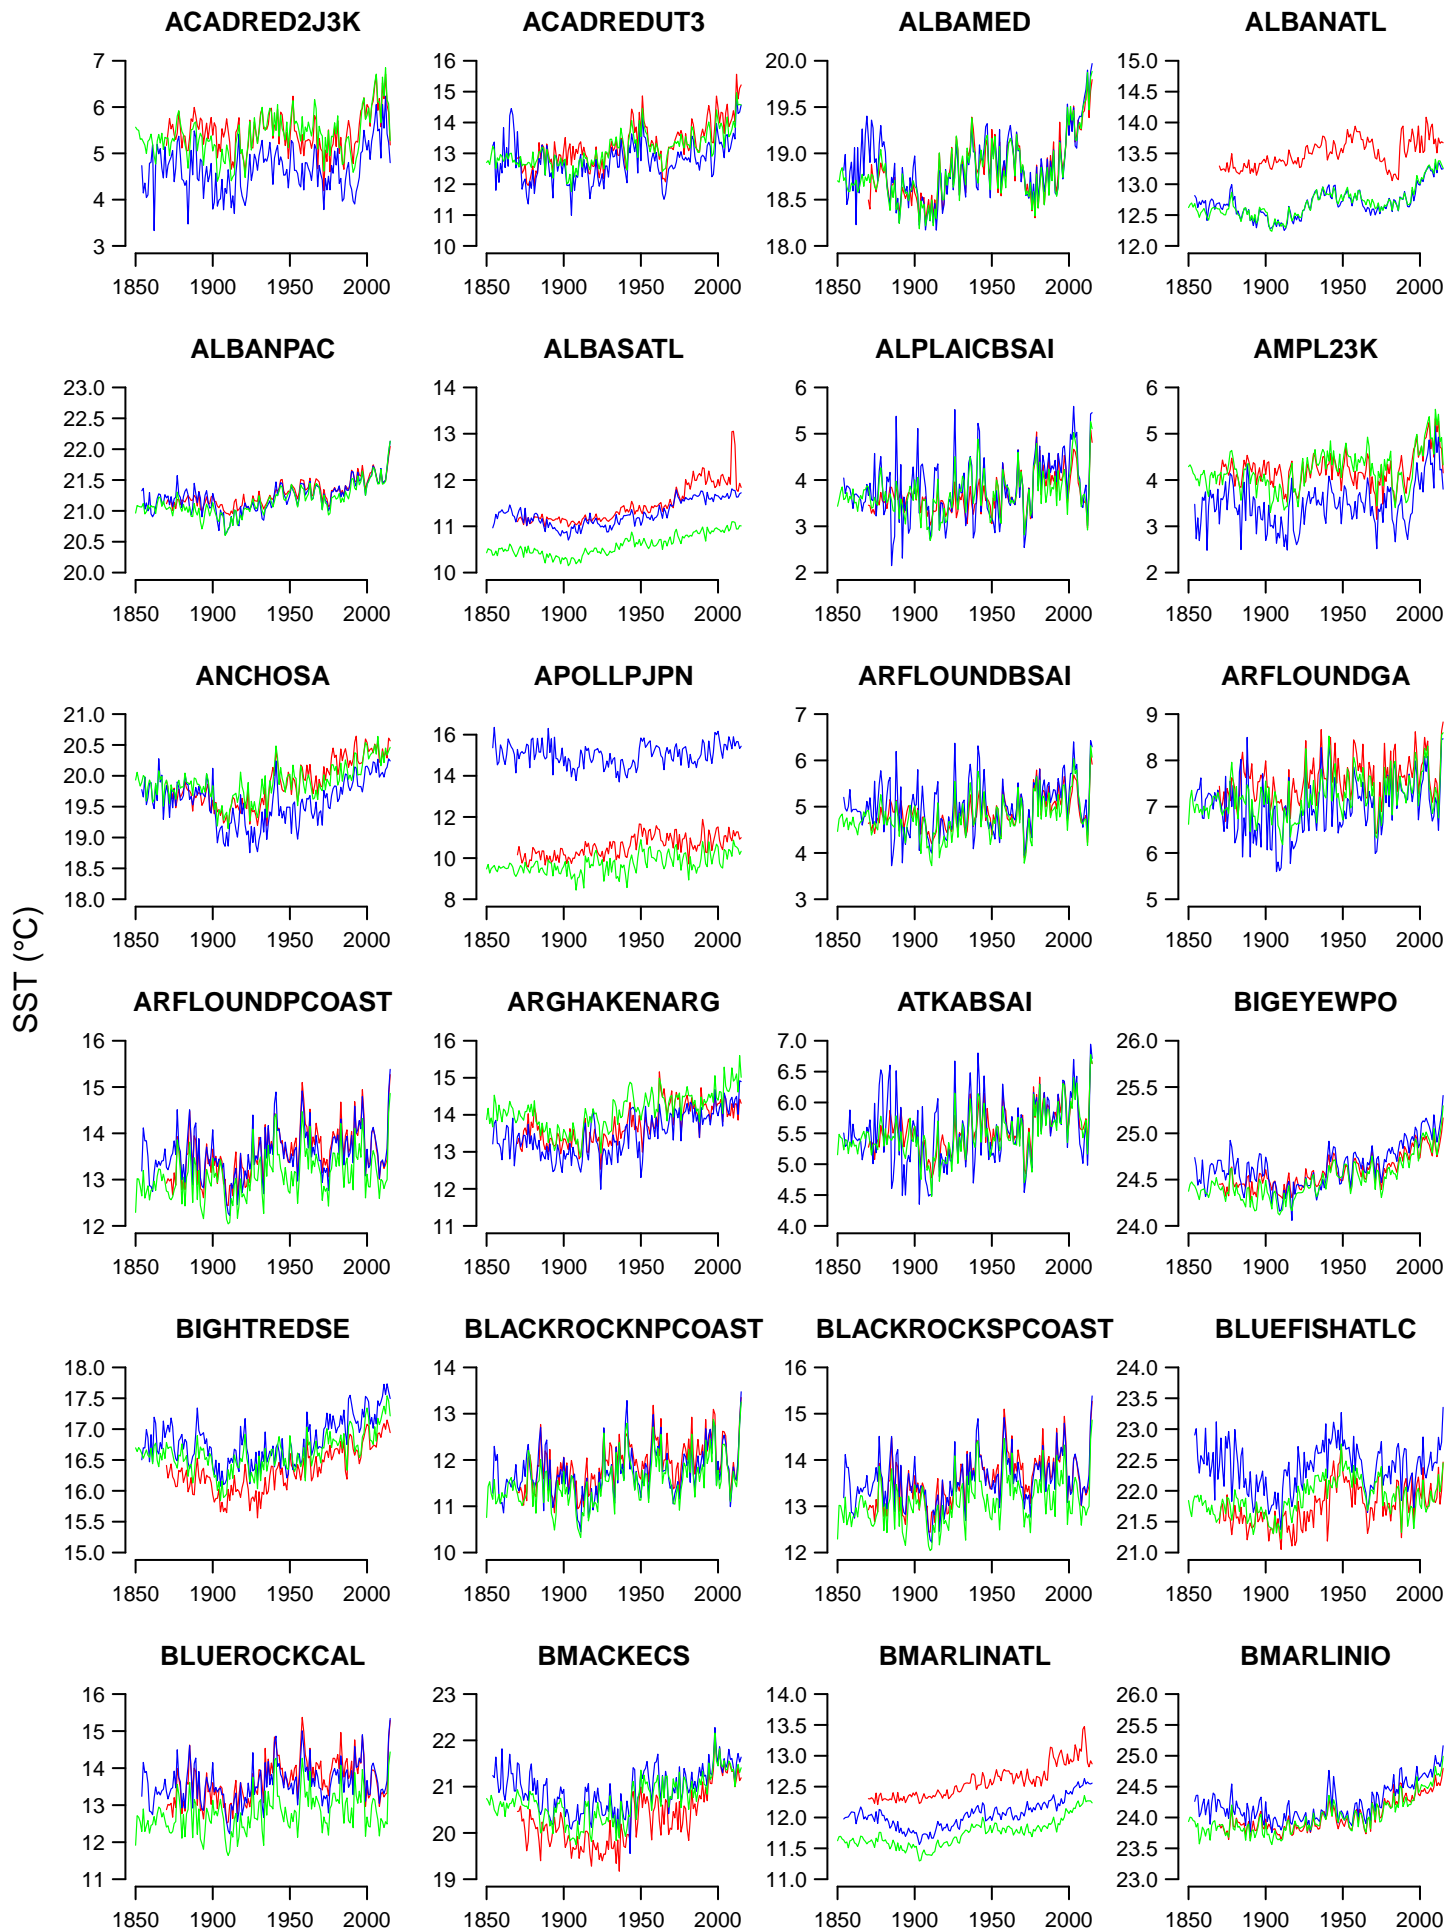 SST (°C)
ACADRED2J3K
7
6
5
4
3
1850 1900 1950 2000
ACADREDUT3
16
15
14
13
12
11
10
1850 1900 1950 2000
ALBAMED
20.0
19.5
19.0
18.5
18.0
1850 1900 1950 2000
ALBANATL
15.0
14.5
14.0
13.5
13.0
12.5
12.0
1850 1900 1950 2000
ALBANPAC
23.0
22.5
22.0
21.5
21.0
20.5
20.0
1850 1900 1950 2000
ALBASATL
14
13
12
11
10
1850 1900 1950 2000
ALPLAICBSAI
6
5
4
3
2
1850 1900 1950 2000
AMPL23K
6
5
4
3
2
1850 1900 1950 2000
ANCHOSA
21.0
20.5
20.0
19.5
19.0
18.5
18.0
1850 1900 1950 2000
APOLLPJPN
16
14
12
10
8
1850 1900 1950 2000
ARFLOUNDBSAI
7
6
5
4
3
1850 1900 1950 2000
ARFLOUNDGA
9
8
7
6
5
1850 1900 1950 2000
ARFLOUNDPCOAST
16
15
14
13
12
1850 1900 1950 2000
ARGHAKENARG
16
15
14
13
12
11
1850 1900 1950 2000
ATKABSAI
7.0
6.5
6.0
5.5
5.0
4.5
4.0
1850 1900 1950 2000
BIGEYEWPO
26.0
25.5
25.0
24.5
24.0
1850 1900 1950 2000
BIGHTREDSE
18.0
17.5
17.0
16.5
16.0
15.5
15.0
1850 1900 1950 2000
BLACKROCKNPCOAST
14
13
12
11
10
1850 1900 1950 2000
BLACKROCKSPCOAST
16
15
14
13
12
1850 1900 1950 2000
BLUEFISHATLC
24.0
23.5
23.0
22.5
22.0
21.5
21.0
1850 1900 1950 2000
BLUEROCKCAL
16
15
14
13
12
11
1850 1900 1950 2000
BMACKECS
23
22
21
20
19
1850 1900 1950 2000
BMARLINATL
14.0
13.5
13.0
12.5
12.0
11.5
11.0
1850 1900 1950 2000
BMARLINIO
26.0
25.5
25.0
24.5
24.0
23.5
23.0
1850 1900 1950 2000